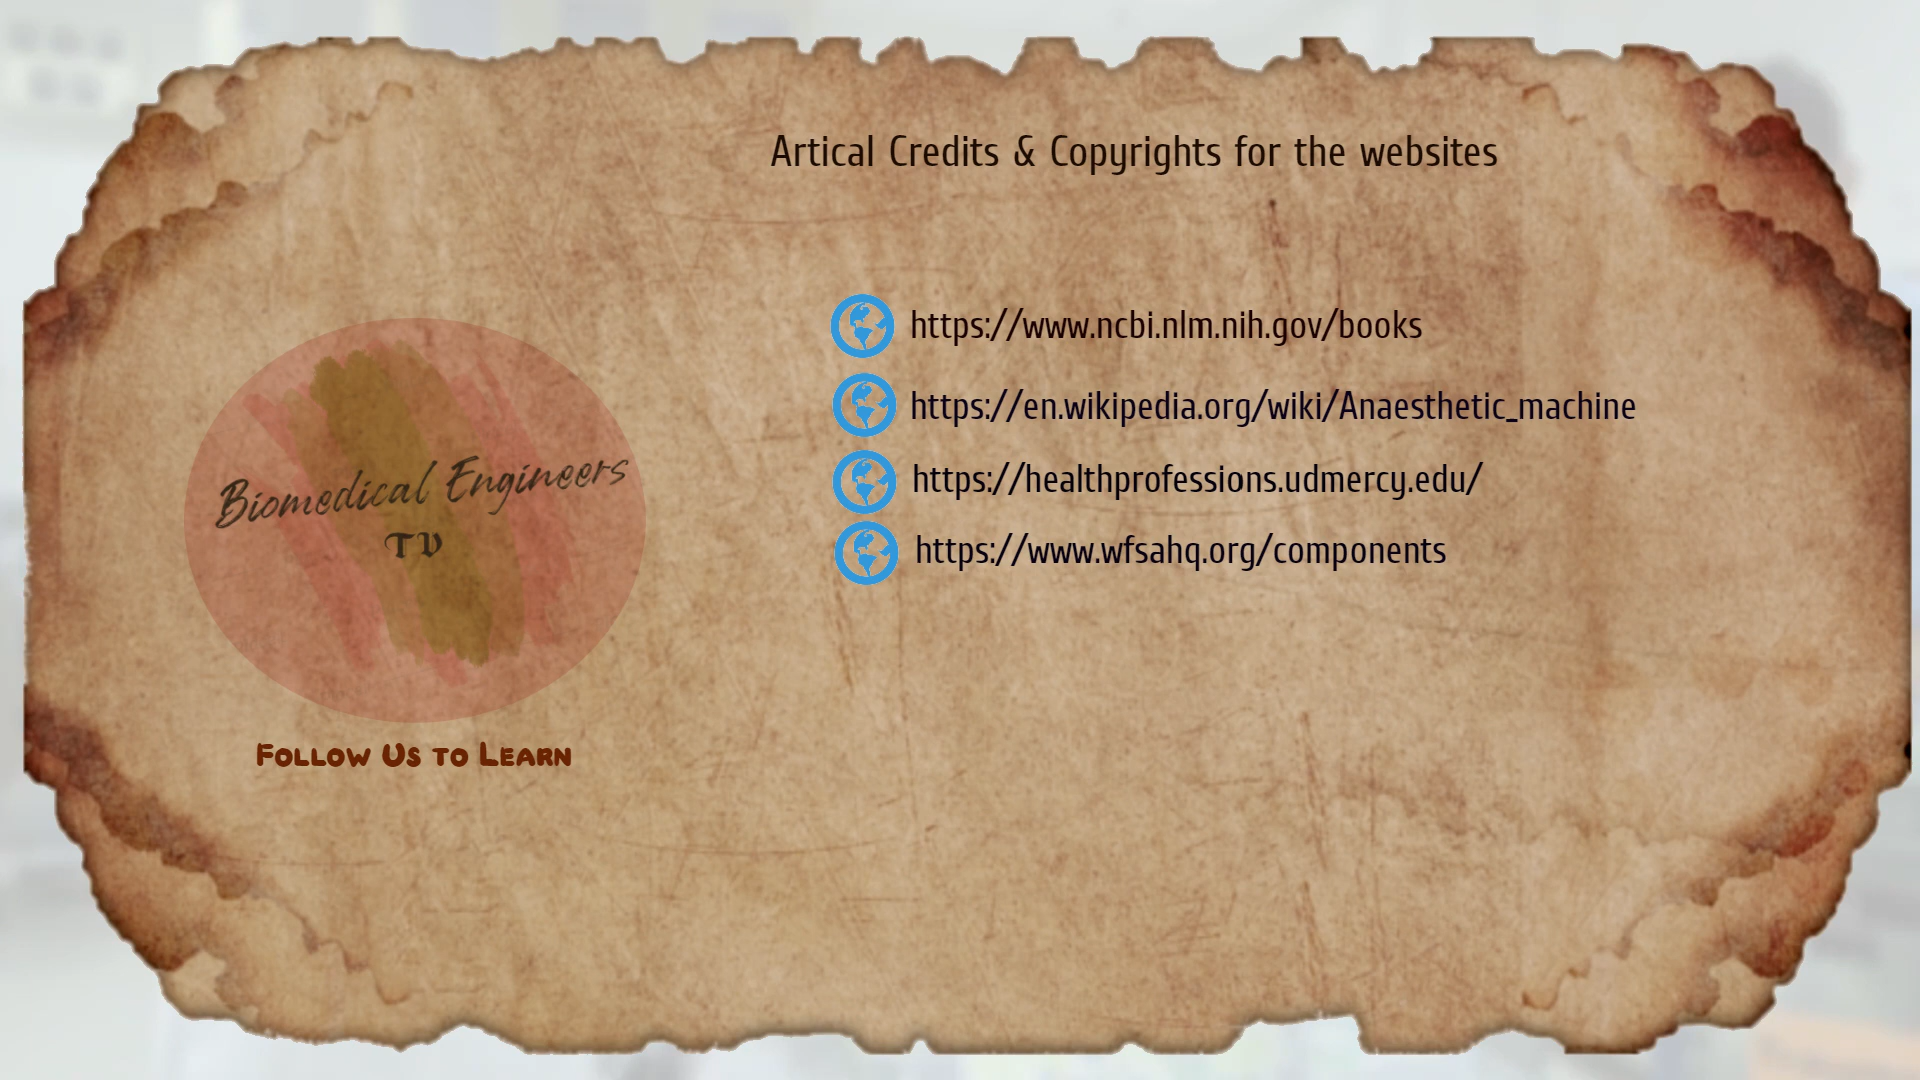 Artical Credits & Copyrights for the websites
https://www.ncbi.nlm.nih.gov/books
https://en.wikipedia.org/wiki/Anaesthetic_machine
https://healthprofessions.udmercy.edu/
https://www.wfsahq.org/components
Biomedical Engineers
TV
Follow Us to Learn